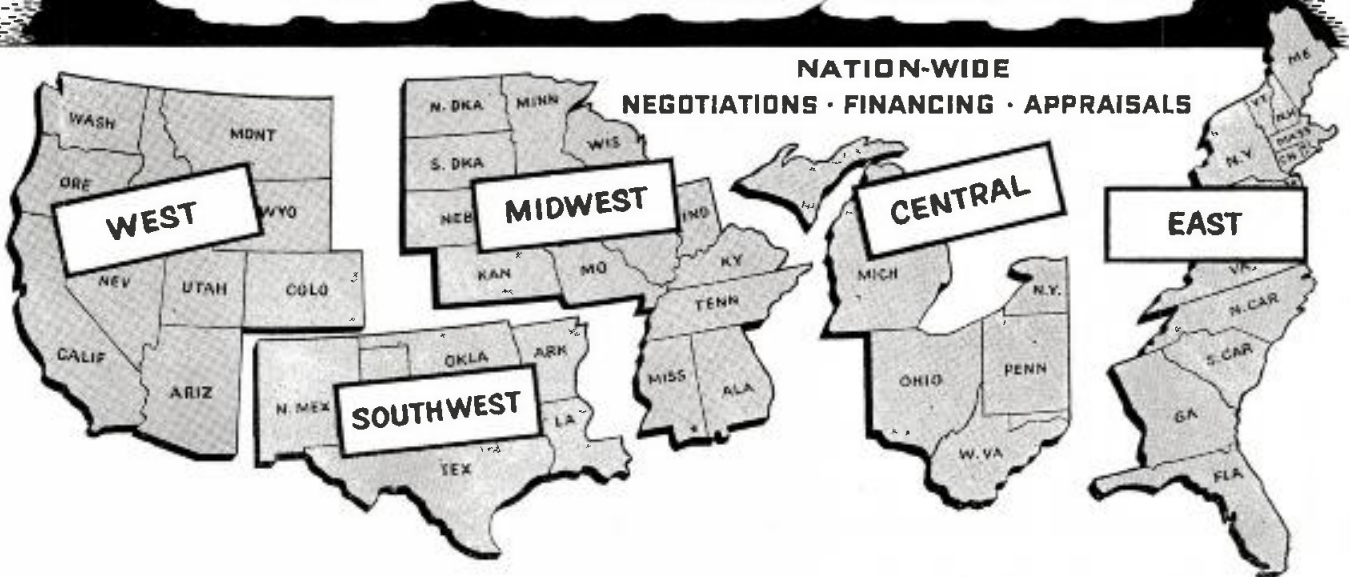 NATION-WIDE
NEGOTIATIONS · FINANCING · APPRAISALS
WEST
WASH
MONT
ORE
WYO
NEV
UTAH
COLO
CALIF
ARIZ
MIDWEST
N. DKA
MINN
S. DKA
WIS
NEB
IND
KAN
MO
KY
TENN
MISS
ALA
SOUTHWEST
OKLA
ARK
N. MEX
LA
TEX
CENTRAL
MICH
N.Y.
OHIO
PENN
W. VA
EAST
ME
VT
N.H.
MASS
N.Y
VA.
N. CAR
S. CAR
GA
FLA